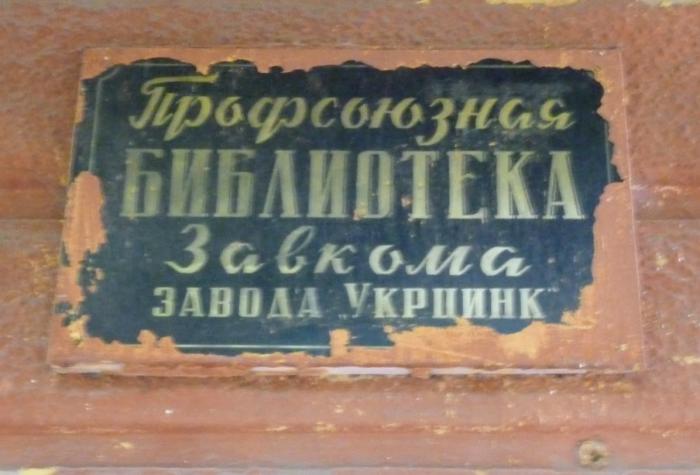 Профсоюзная
БИБЛИОТЕКА
Завкома
ЗАВОДА „УКРЦИНК"